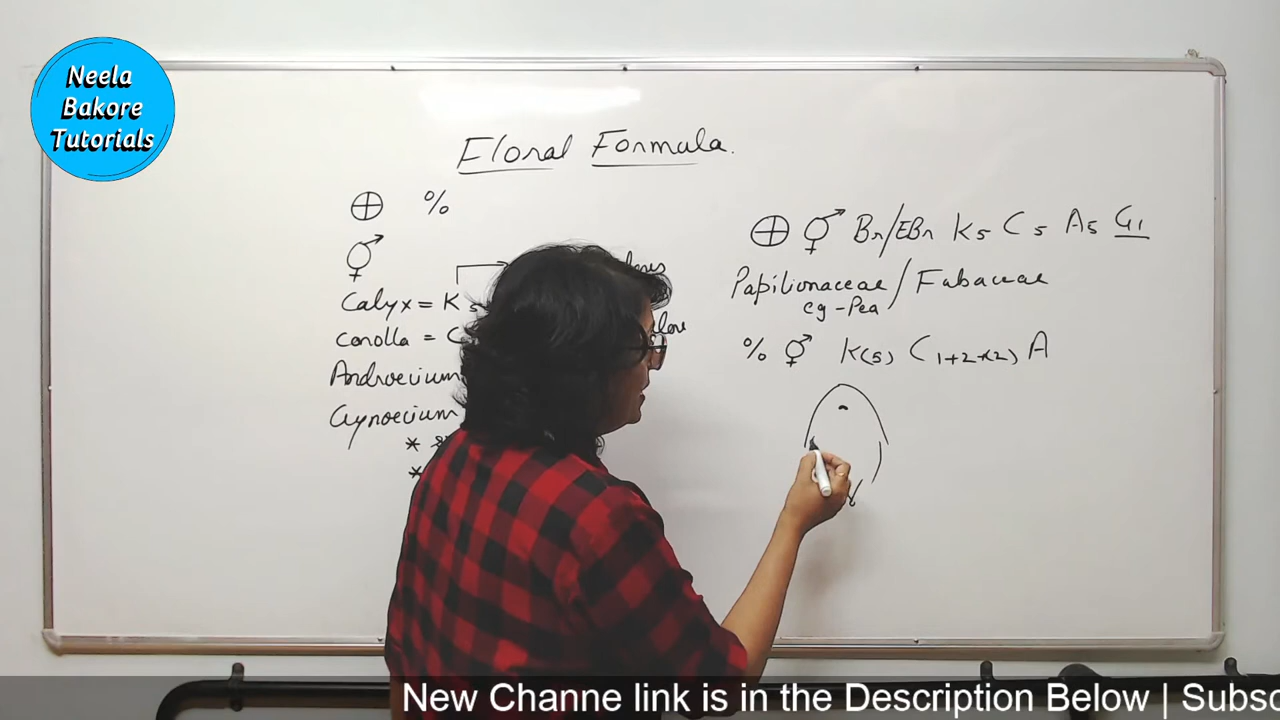 Neela
Bakore
Tutorials
Floral Formula.
⊕ %
⚥
Calyx = K 5
Corolla = C
Androecium
Gynoecium
*
*
⊕ ⚥ Br/EBr K5 C5 A5 G1
Papilionaceae / Fabaceae
eg - Pea
% ⚥ K(5) C1+2+(2) A
New Channe link is in the Description Below | Subsc